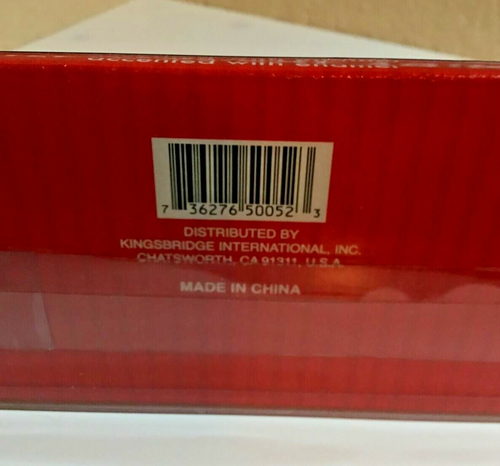 7 36276 50052 3
DISTRIBUTED BY
KINGSBRIDGE INTERNATIONAL, INC.
CHATSWORTH, CA 91311, U.S.A.
MADE IN CHINA